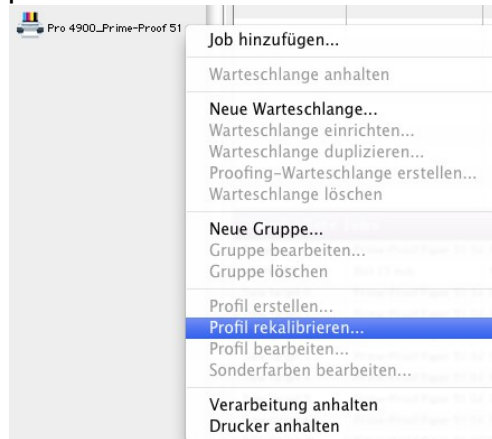 Pro 4900_Prime-Proof 51
Job hinzufügen...
Warteschlange anhalten
Neue Warteschlange...
Warteschlange einrichten...
Warteschlange duplizieren...
Proofing-Warteschlange erstellen...
Warteschlange löschen
Neue Gruppe...
Gruppe bearbeiten...
Gruppe löschen
Profil erstellen...
Profil rekalibrieren...
Profil bearbeiten...
Sonderfarben bearbeiten...
Verarbeitung anhalten
Drucker anhalten